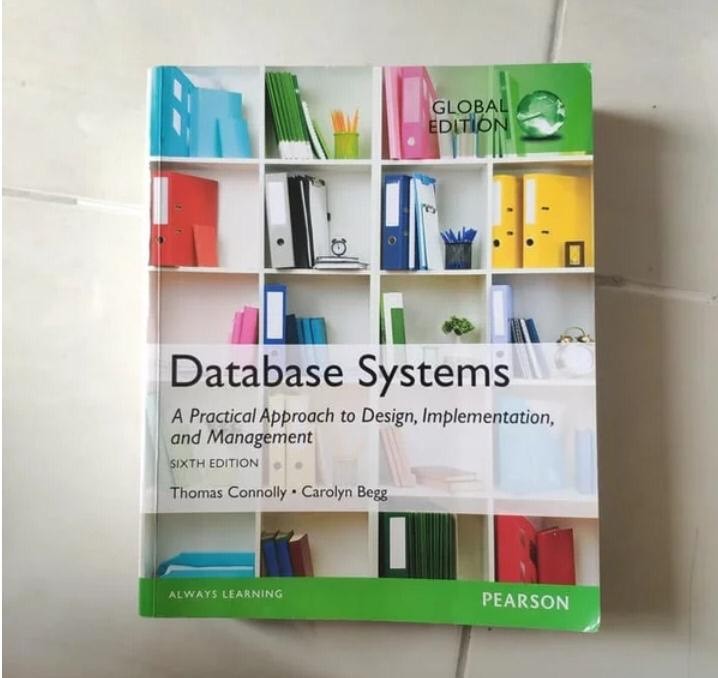 GLOBAL
EDITION
Database Systems
A Practical Approach to Design, Implementation,
and Management
SIXTH EDITION
Thomas Connolly • Carolyn Begg
ALWAYS LEARNING
PEARSON